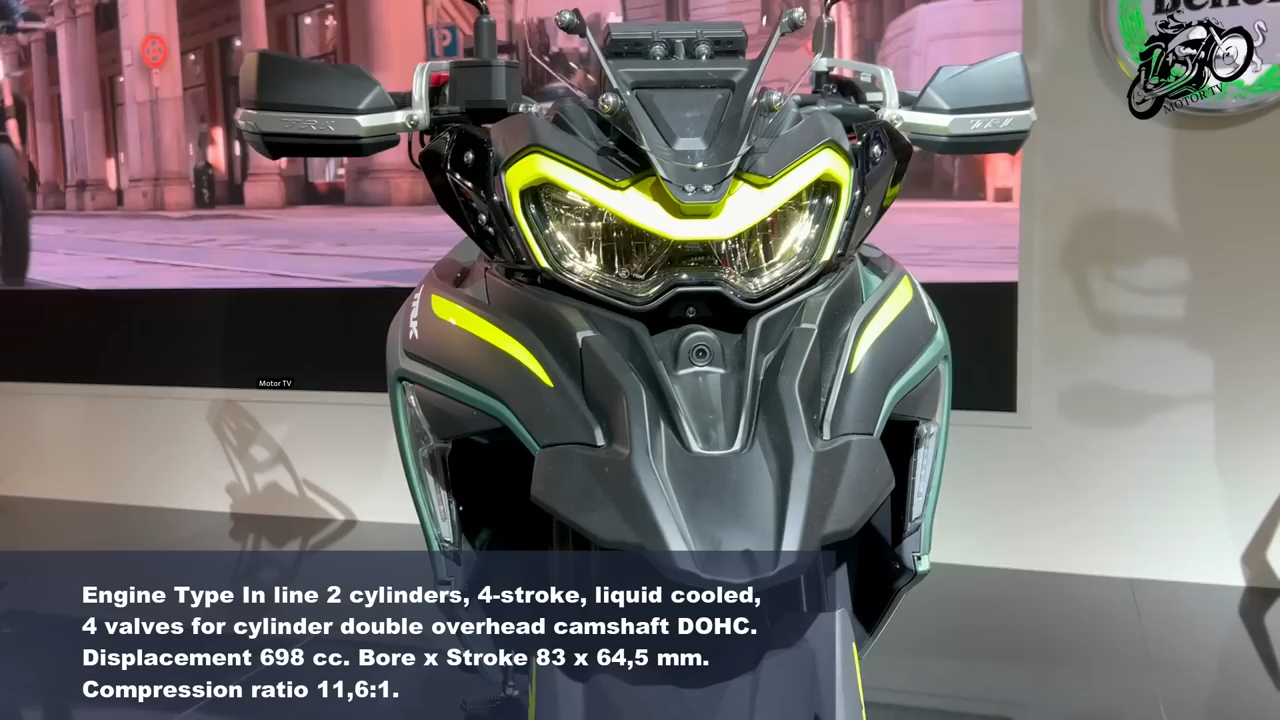 Benel
MOTOR TV
TRK
TRK
P
TRK
Motor TV
Engine Type In line 2 cylinders, 4-stroke, liquid cooled,
4 valves for cylinder double overhead camshaft DOHC.
Displacement 698 cc. Bore x Stroke 83 x 64,5 mm.
Compression ratio 11,6:1.